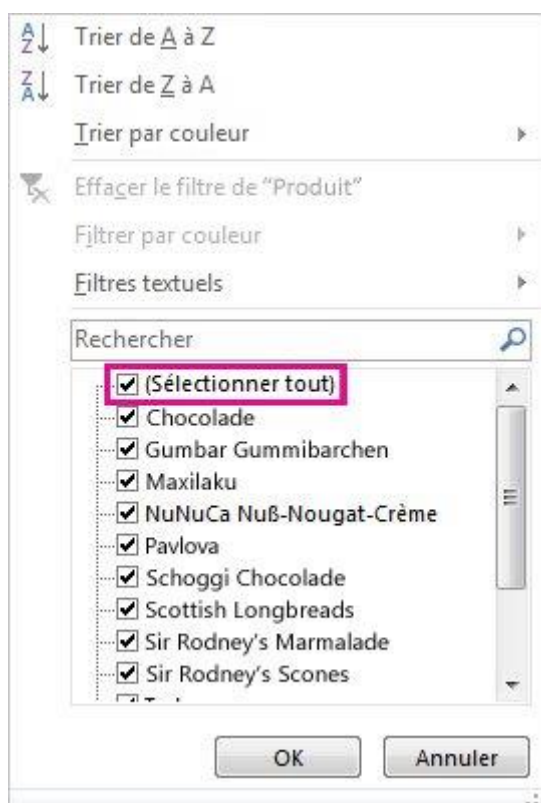 Trier de A à Z
Trier de Z à A
Trier par couleur
Effacer le filtre de "Produit"
Filtrer par couleur
Filtres textuels
Rechercher
(Sélectionner tout)
Chocolade
Gumbar Gummibarchen
Maxilaku
NuNuCa Nuß-Nougat-Crème
Pavlova
Schoggi Chocolade
Scottish Longbreads
Sir Rodney's Marmalade
Sir Rodney's Scones
OK Annuler